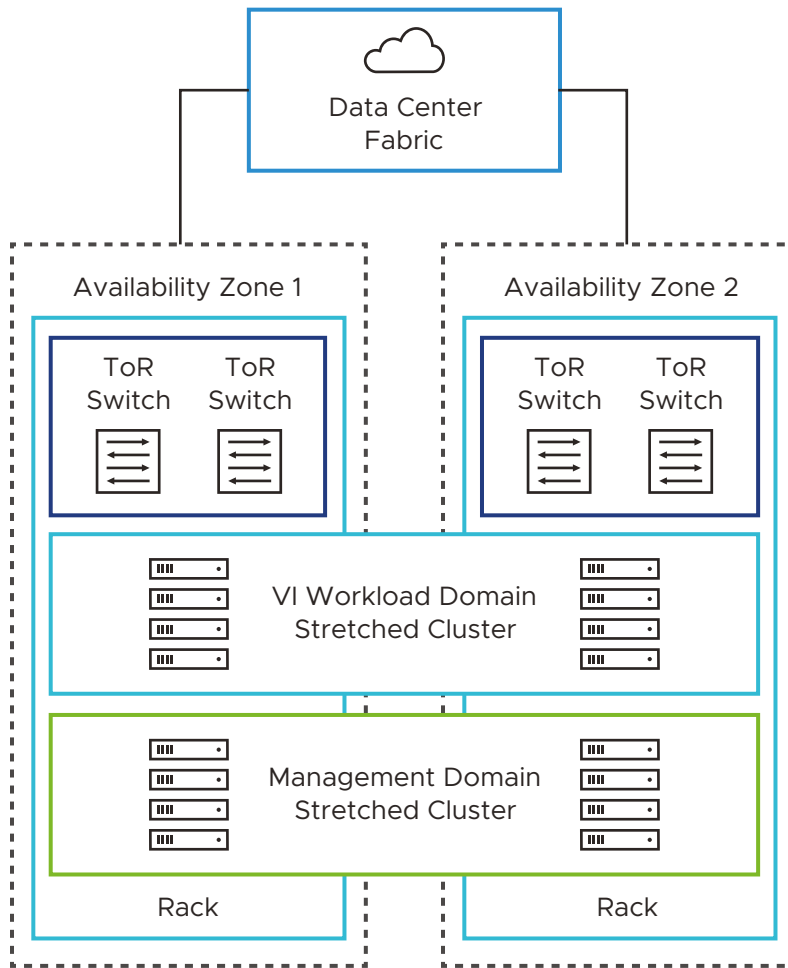 Data Center
Fabric
Availability Zone 1
Availability Zone 2
ToR
Switch
ToR
Switch
ToR
Switch
ToR
Switch
VI Workload Domain
Stretched Cluster
Management Domain
Stretched Cluster
Rack
Rack